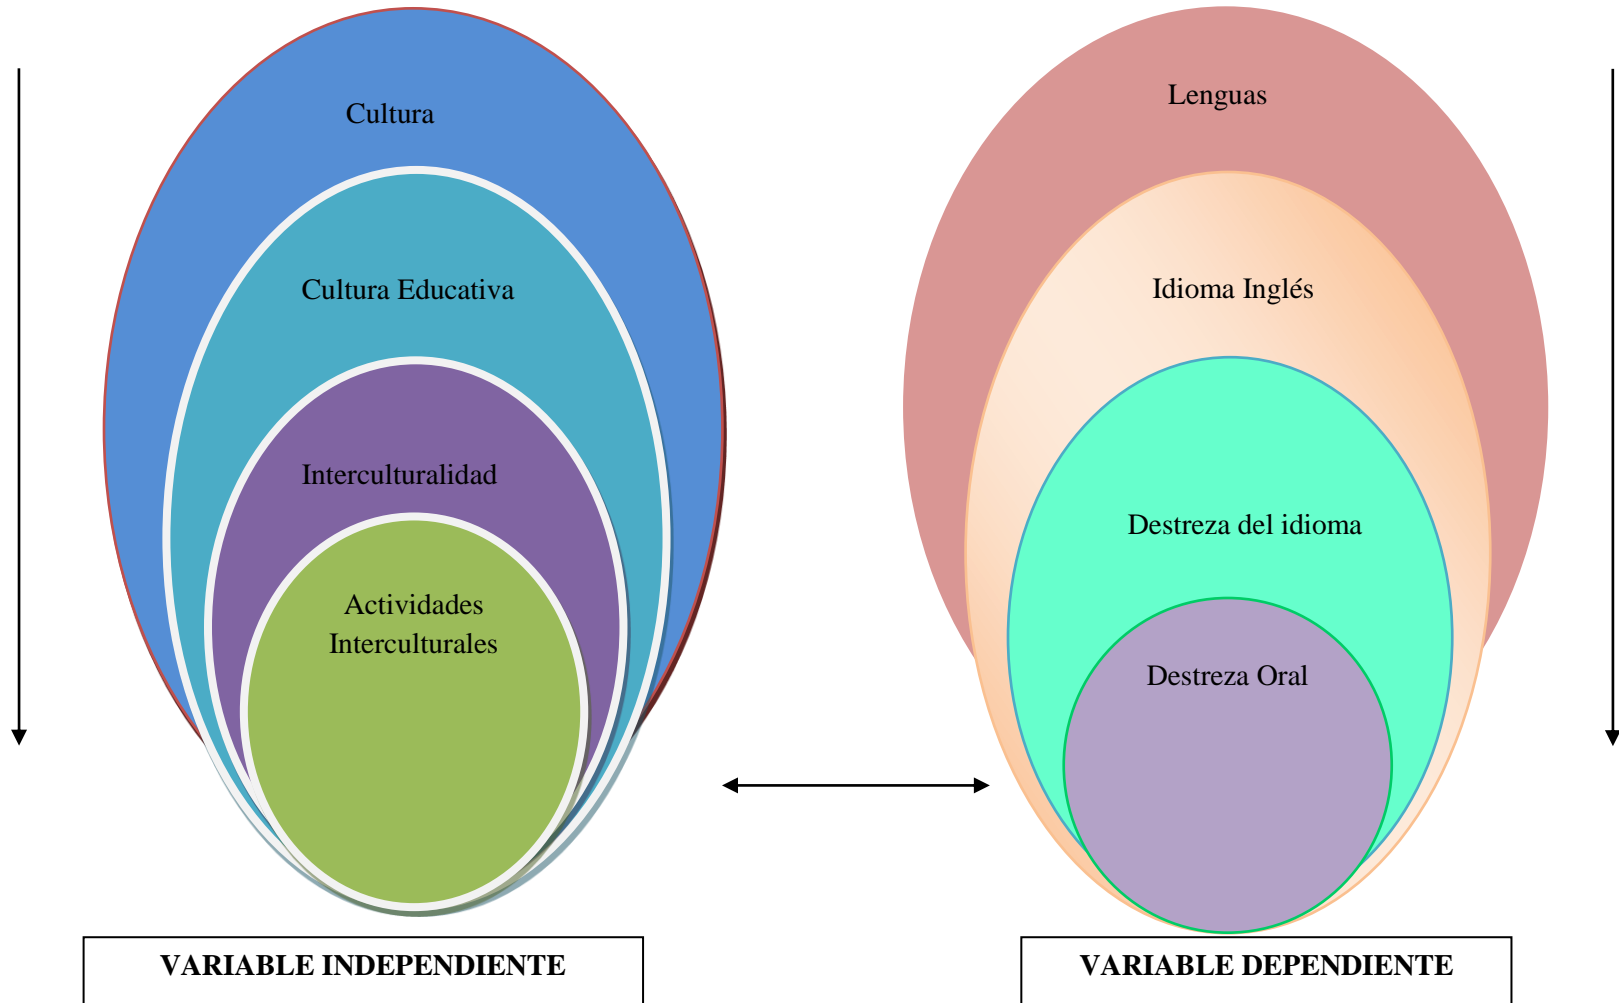 Cultura
Cultura Educativa
Interculturalidad
Actividades
Interculturales
VARIABLE INDEPENDIENTE
Lenguas
Idioma Inglés
Destreza del idioma
Destreza Oral
VARIABLE DEPENDIENTE